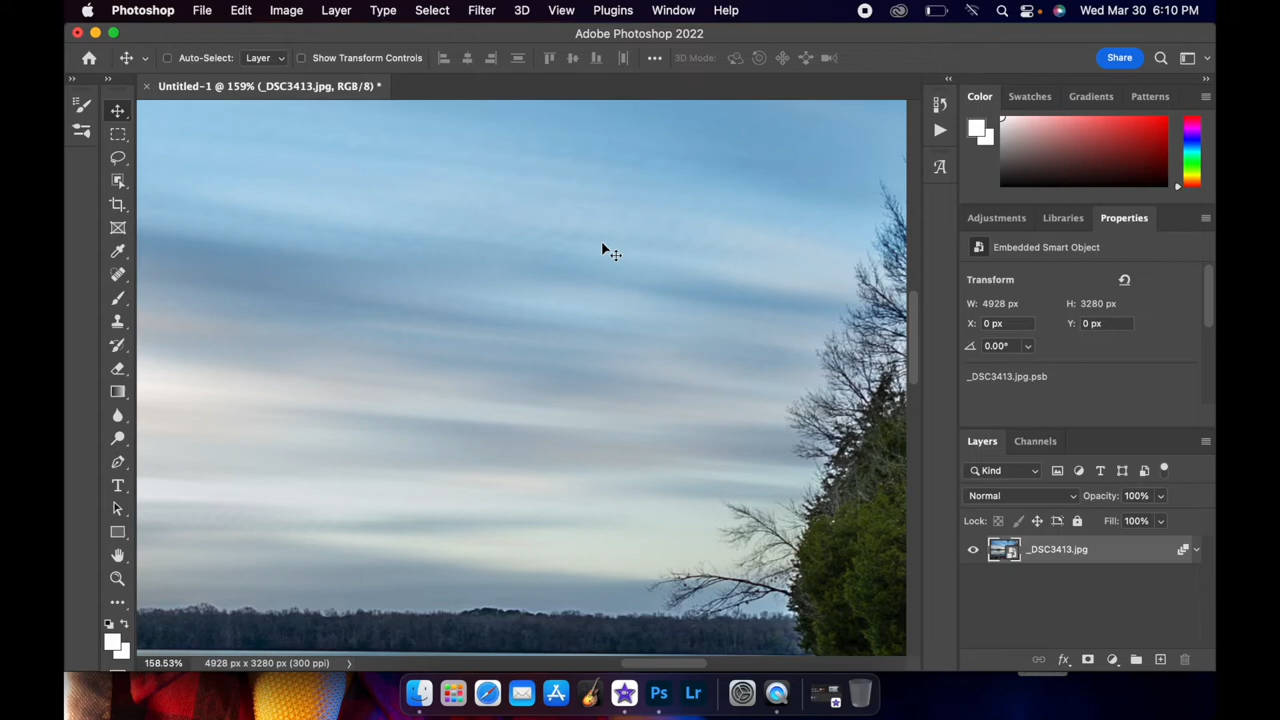 Photoshop File Edit Image Layer Type Select Filter 3D View Plugins Window Help Wed Mar 30 6:10 PM
Adobe Photoshop 2022
Auto-Select: Layer Show Transform Controls 3D Mode: Share
Untitled-1 @ 159% (_DSC3413.jpg, RGB/8) *
Color Swatches Gradients Patterns
Adjustments Libraries Properties
Embedded Smart Object
Transform
W: 4928 px H: 3280 px
X: 0 px Y: 0 px
0.00°
_DSC3413.jpg.psb
Layers Channels
Kind
Normal Opacity: 100%
Lock: Fill: 100%
_DSC3413.jpg
158.53% 4928 px x 3280 px (300 ppi)
Ps Lr